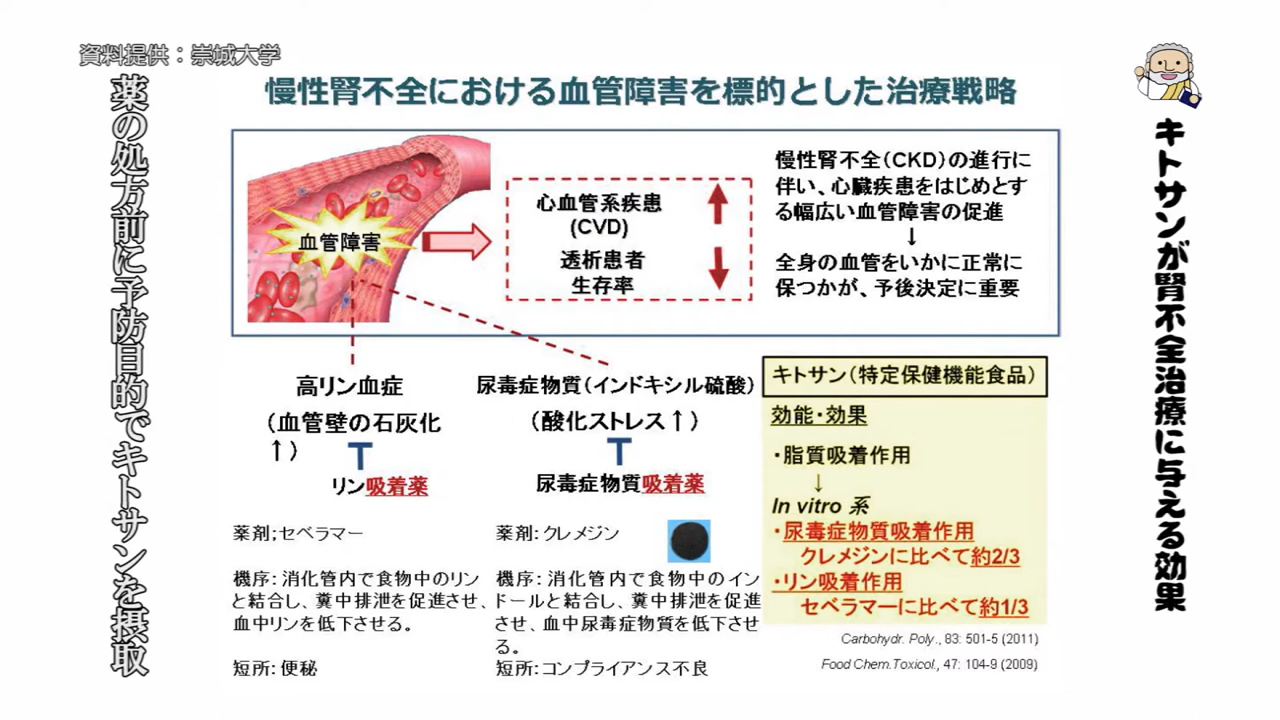 資料提供：崇城大学
慢性腎不全における血管障害を標的とした治療戦略
キトサンが腎不全治療に与える効果
薬の処方前に予防目的でキトサンを摂取
血管障害
心血管系疾患
(CVD)
透析患者
生存率
慢性腎不全(CKD)の進行に
伴い、心臓疾患をはじめとす
る幅広い血管障害の促進
↓
全身の血管をいかに正常に
保つかが、予後決定に重要
高リン血症
(血管壁の石灰化
↑)
リン吸着薬
薬剤;セベラマー
機序:消化管内で食物中のリン
と結合し、糞中排泄を促進させ、
血中リンを低下させる。
短所:便秘
尿毒症物質(インドキシル硫酸)
(酸化ストレス↑)
尿毒症物質吸着薬
薬剤:クレメジン
機序:消化管内で食物中のイン
ドールと結合し、糞中排泄を促進
させ、血中尿毒症物質を低下させ
る。
短所:コンプライアンス不良
キトサン(特定保健機能食品)
効能・効果
・脂質吸着作用
↓
In vitro 系
・尿毒症物質吸着作用
クレメジンに比べて約2/3
・リン吸着作用
セベラマーに比べて約1/3
Carbohydr. Poly., 83: 501-5 (2011)
Food Chem.Toxicol., 47: 104-9 (2009)